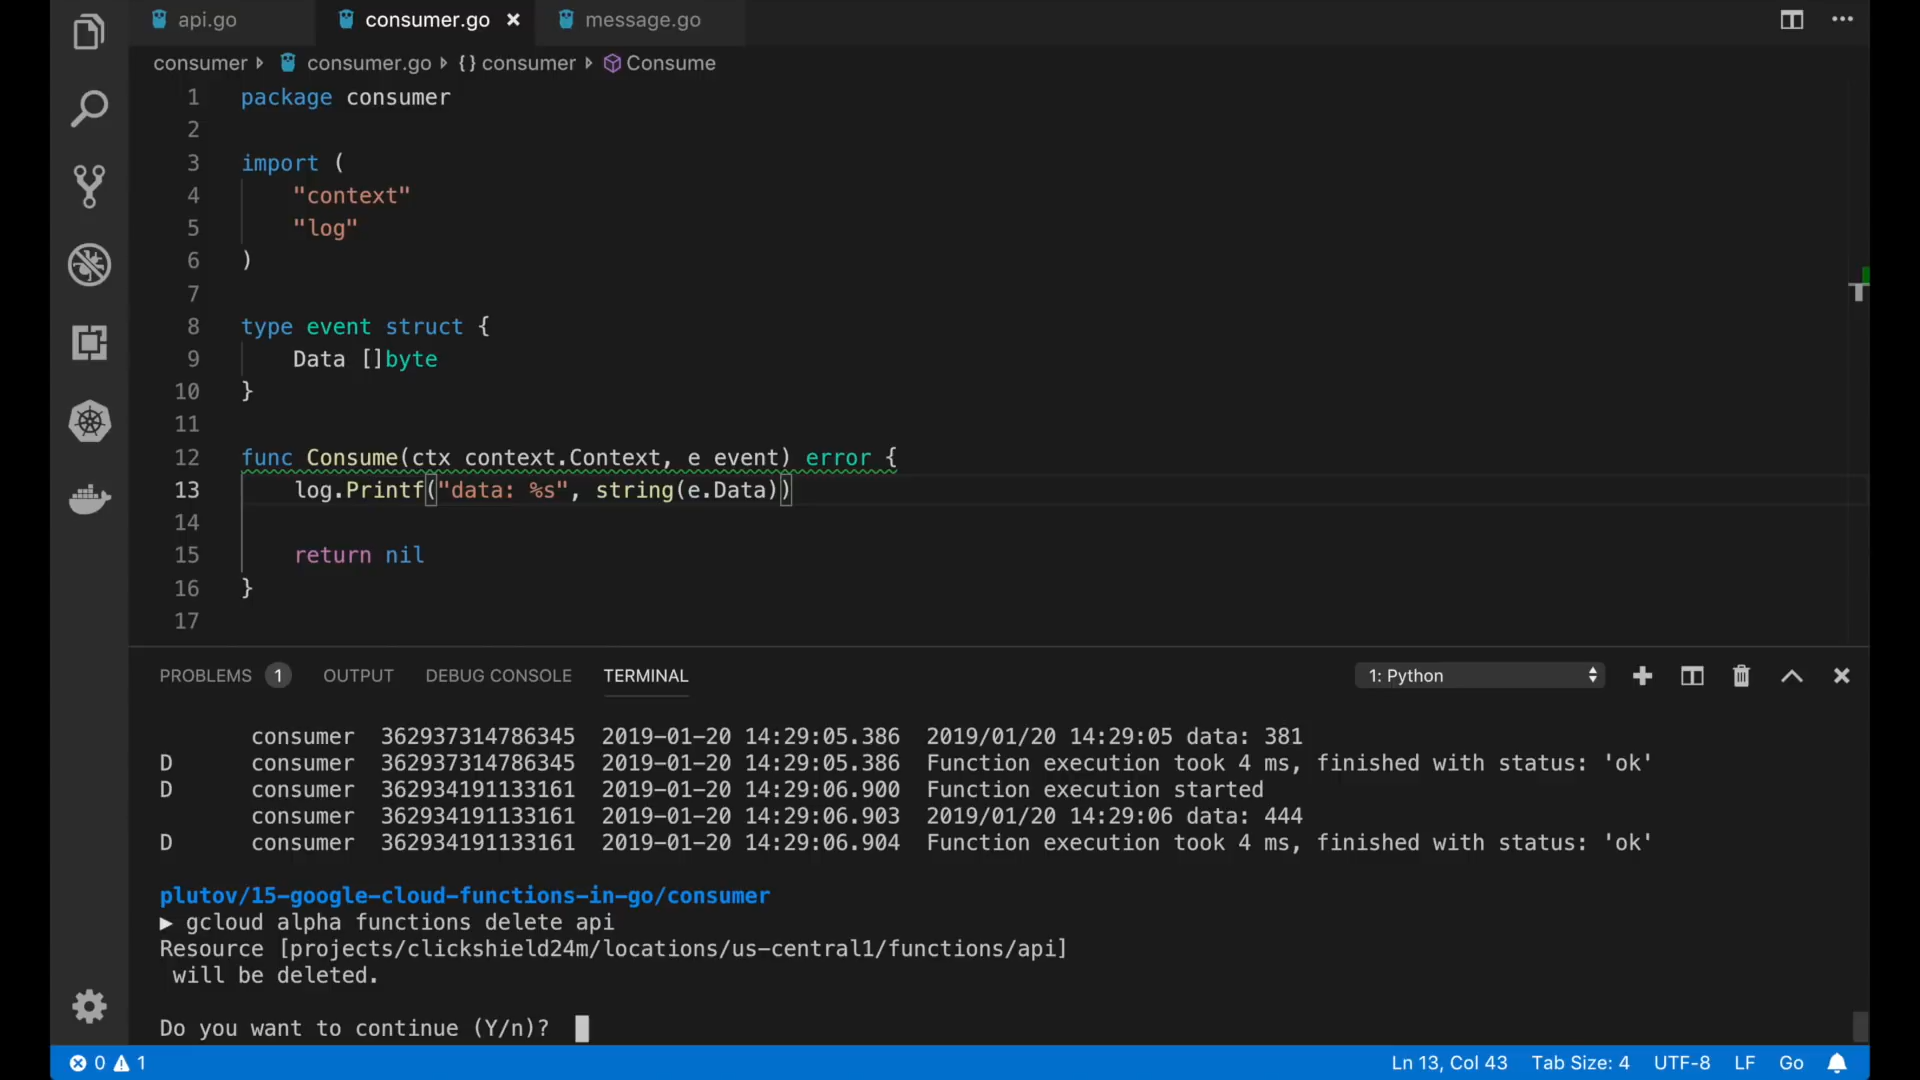 api.go consumer.go message.go
consumer consumer.go {} consumer Consume
1 package consumer
2
3 import (
4 "context"
5 "log"
6 )
7
8 type event struct {
9 Data []byte
10 }
11
12 func Consume(ctx context.Context, e event) error {
13 log.Printf("data: %s", string(e.Data))
14
15 return nil
16 }
17
PROBLEMS 1 OUTPUT DEBUG CONSOLE TERMINAL 1: Python
consumer 362937314786345 2019-01-20 14:29:05.386 2019/01/20 14:29:05 data: 381
D consumer 362937314786345 2019-01-20 14:29:05.386 Function execution took 4 ms, finished with status: 'ok'
D consumer 362934191133161 2019-01-20 14:29:06.900 Function execution started
consumer 362934191133161 2019-01-20 14:29:06.903 2019/01/20 14:29:06 data: 444
D consumer 362934191133161 2019-01-20 14:29:06.904 Function execution took 4 ms, finished with status: 'ok'
plutov/15-google-cloud-functions-in-go/consumer
▶ gcloud alpha functions delete api
Resource [projects/clickshield24m/locations/us-central1/functions/api]
will be deleted.
Do you want to continue (Y/n)?
0 1 Ln 13, Col 43 Tab Size: 4 UTF-8 LF Go